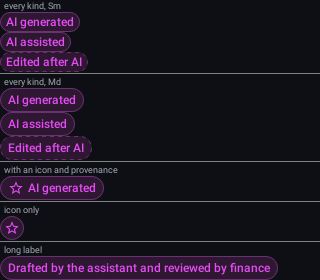 every kind, Sm
AI generated
AI assisted
Edited after AI
every kind, Md
AI generated
AI assisted
Edited after AI
with an icon and provenance
AI generated
icon only
long label
Drafted by the assistant and reviewed by finance